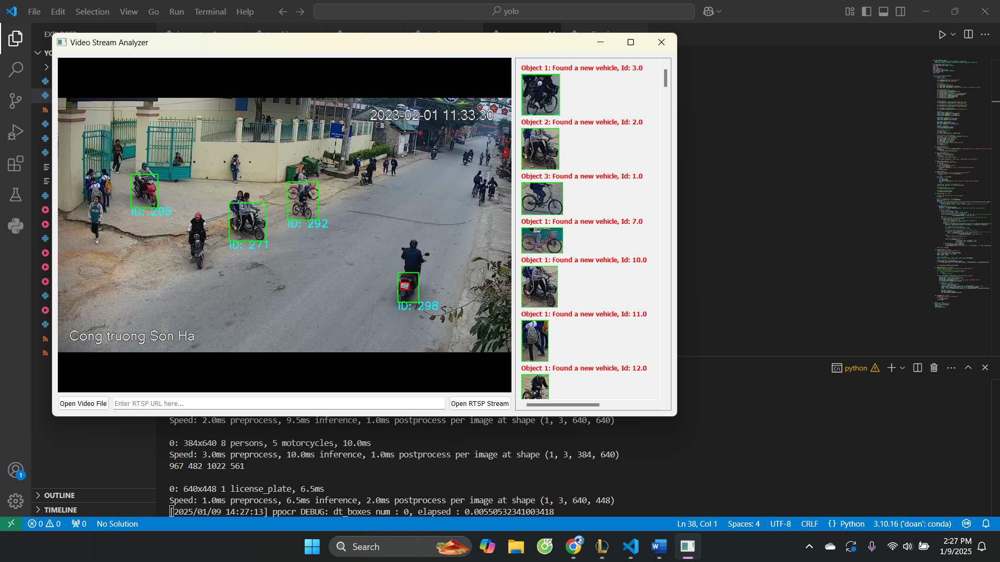 File Edit Selection View Go Run Terminal Help
yolo
Video Stream Analyzer
2023-02-01 11:33:30
ID: 295
ID: 292
ID: 271
ID: 298
Cong truong Son Ha
Open Video File
Enter RTSP URL here...
Open RTSP Stream
Object 1: Found a new vehicle, Id: 3.0
Object 2: Found a new vehicle, Id: 2.0
Object 3: Found a new vehicle, Id: 1.0
Object 1: Found a new vehicle, Id: 7.0
Object 1: Found a new vehicle, Id: 10.0
Object 1: Found a new vehicle, Id: 11.0
Object 1: Found a new vehicle, Id: 12.0
python
Speed: 2.0ms preprocess, 9.5ms inference, 1.0ms postprocess per image at shape (1, 3, 640, 640)
0: 384x640 8 persons, 5 motorcycles, 10.0ms
Speed: 3.0ms preprocess, 10.0ms inference, 1.0ms postprocess per image at shape (1, 3, 384, 640)
967 482 1022 561
0: 640x448 1 license_plate, 6.5ms
Speed: 1.0ms preprocess, 6.5ms inference, 2.0ms postprocess per image at shape (1, 3, 640, 448)
[2025/01/09 14:27:13] ppocr DEBUG: dt_boxes num : 0, elapsed : 0.00550532341003418
1
OUTLINE
TIMELINE
0 0 0 No Solution
Ln 38, Col 1 Spaces: 4 UTF-8 CRLF {} Python 3.10.16 ('doan': conda)
Search
2:27 PM
1/9/2025